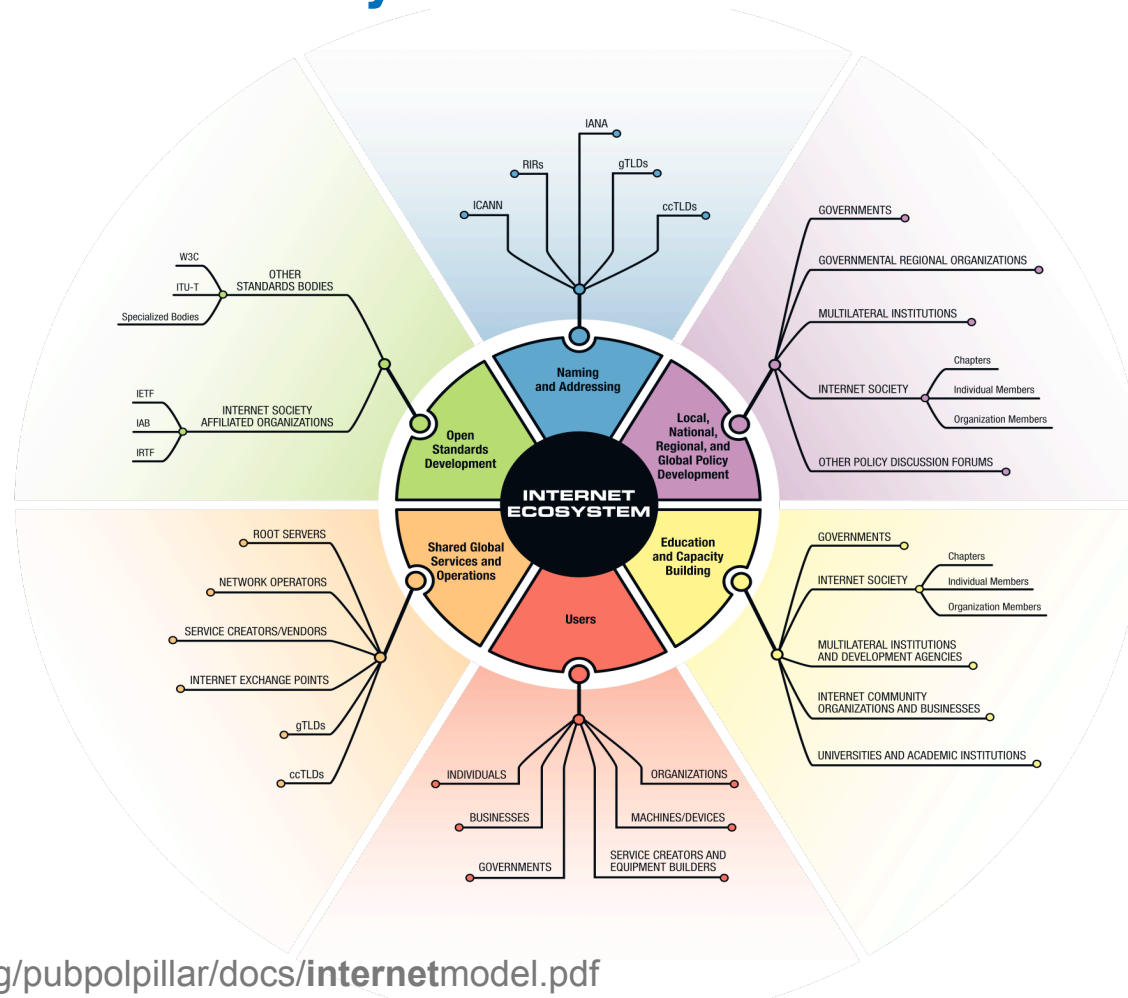 IANA
RIRs
gTLDs
ICANN
ccTLDs
W3C
ITU-T
Specialized Bodies
OTHER
STANDARDS BODIES
IETF
IAB
IRTF
INTERNET SOCIETY
AFFILIATED ORGANIZATIONS
GOVERNMENTS
GOVERNMENTAL REGIONAL ORGANIZATIONS
MULTILATERAL INSTITUTIONS
INTERNET SOCIETY
Chapters
Individual Members
Organization Members
OTHER POLICY DISCUSSION FORUMS
Naming
and Addressing
Open
Standards
Development
Local,
National,
Regional, and
Global Policy
Development
INTERNET
ECOSYSTEM
Shared Global
Services and
Operations
Education
and Capacity
Building
Users
ROOT SERVERS
NETWORK OPERATORS
SERVICE CREATORS/VENDORS
INTERNET EXCHANGE POINTS
gTLDs
ccTLDs
GOVERNMENTS
INTERNET SOCIETY
Chapters
Individual Members
Organization Members
MULTILATERAL INSTITUTIONS
AND DEVELOPMENT AGENCIES
INTERNET COMMUNITY
ORGANIZATIONS AND BUSINESSES
UNIVERSITIES AND ACADEMIC INSTITUTIONS
INDIVIDUALS
BUSINESSES
GOVERNMENTS
ORGANIZATIONS
MACHINES/DEVICES
SERVICE CREATORS AND
EQUIPMENT BUILDERS
g/pubpolpillar/docs/internetmodel.pdf